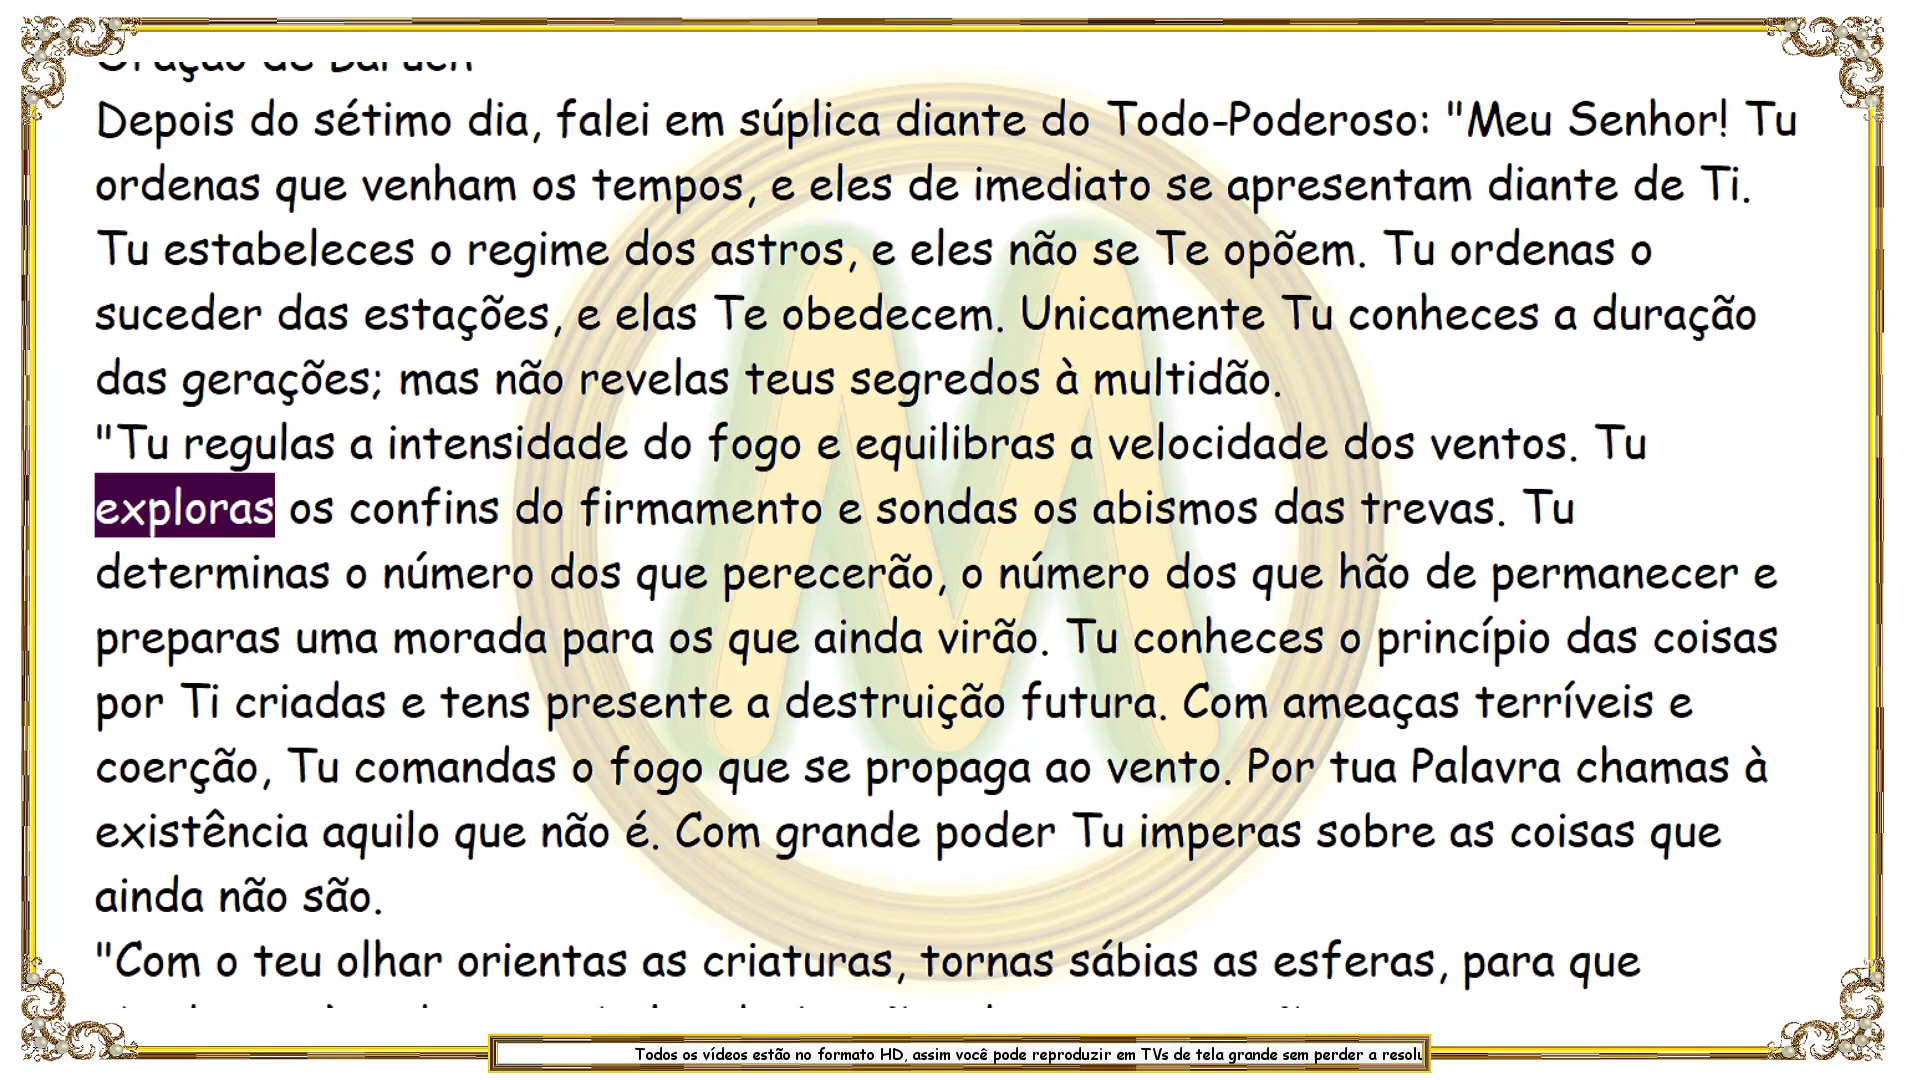 Oração de Baruch
Depois do sétimo dia, falei em súplica diante do Todo-Poderoso: "Meu Senhor! Tu
ordenas que venham os tempos, e eles de imediato se apresentam diante de Ti.
Tu estabeleces o regime dos astros, e eles não se Te opõem. Tu ordenas o
suceder das estações, e elas Te obedecem. Unicamente Tu conheces a duração
das gerações; mas não revelas teus segredos à multidão.
"Tu regulas a intensidade do fogo e equilibras a velocidade dos ventos. Tu
exploras os confins do firmamento e sondas os abismos das trevas. Tu
determinas o número dos que perecerão, o número dos que hão de permanecer e
preparas uma morada para os que ainda virão. Tu conheces o princípio das coisas
por Ti criadas e tens presente a destruição futura. Com ameaças terríveis e
coerção, Tu comandas o fogo que se propaga ao vento. Por tua Palavra chamas à
existência aquilo que não é. Com grande poder Tu imperas sobre as coisas que
ainda não são.
"Com o teu olhar orientas as criaturas, tornas sábias as esferas, para que
Todos os vídeos estão no formato HD, assim você pode reproduzir em TVs de tela grande sem perder a resolu